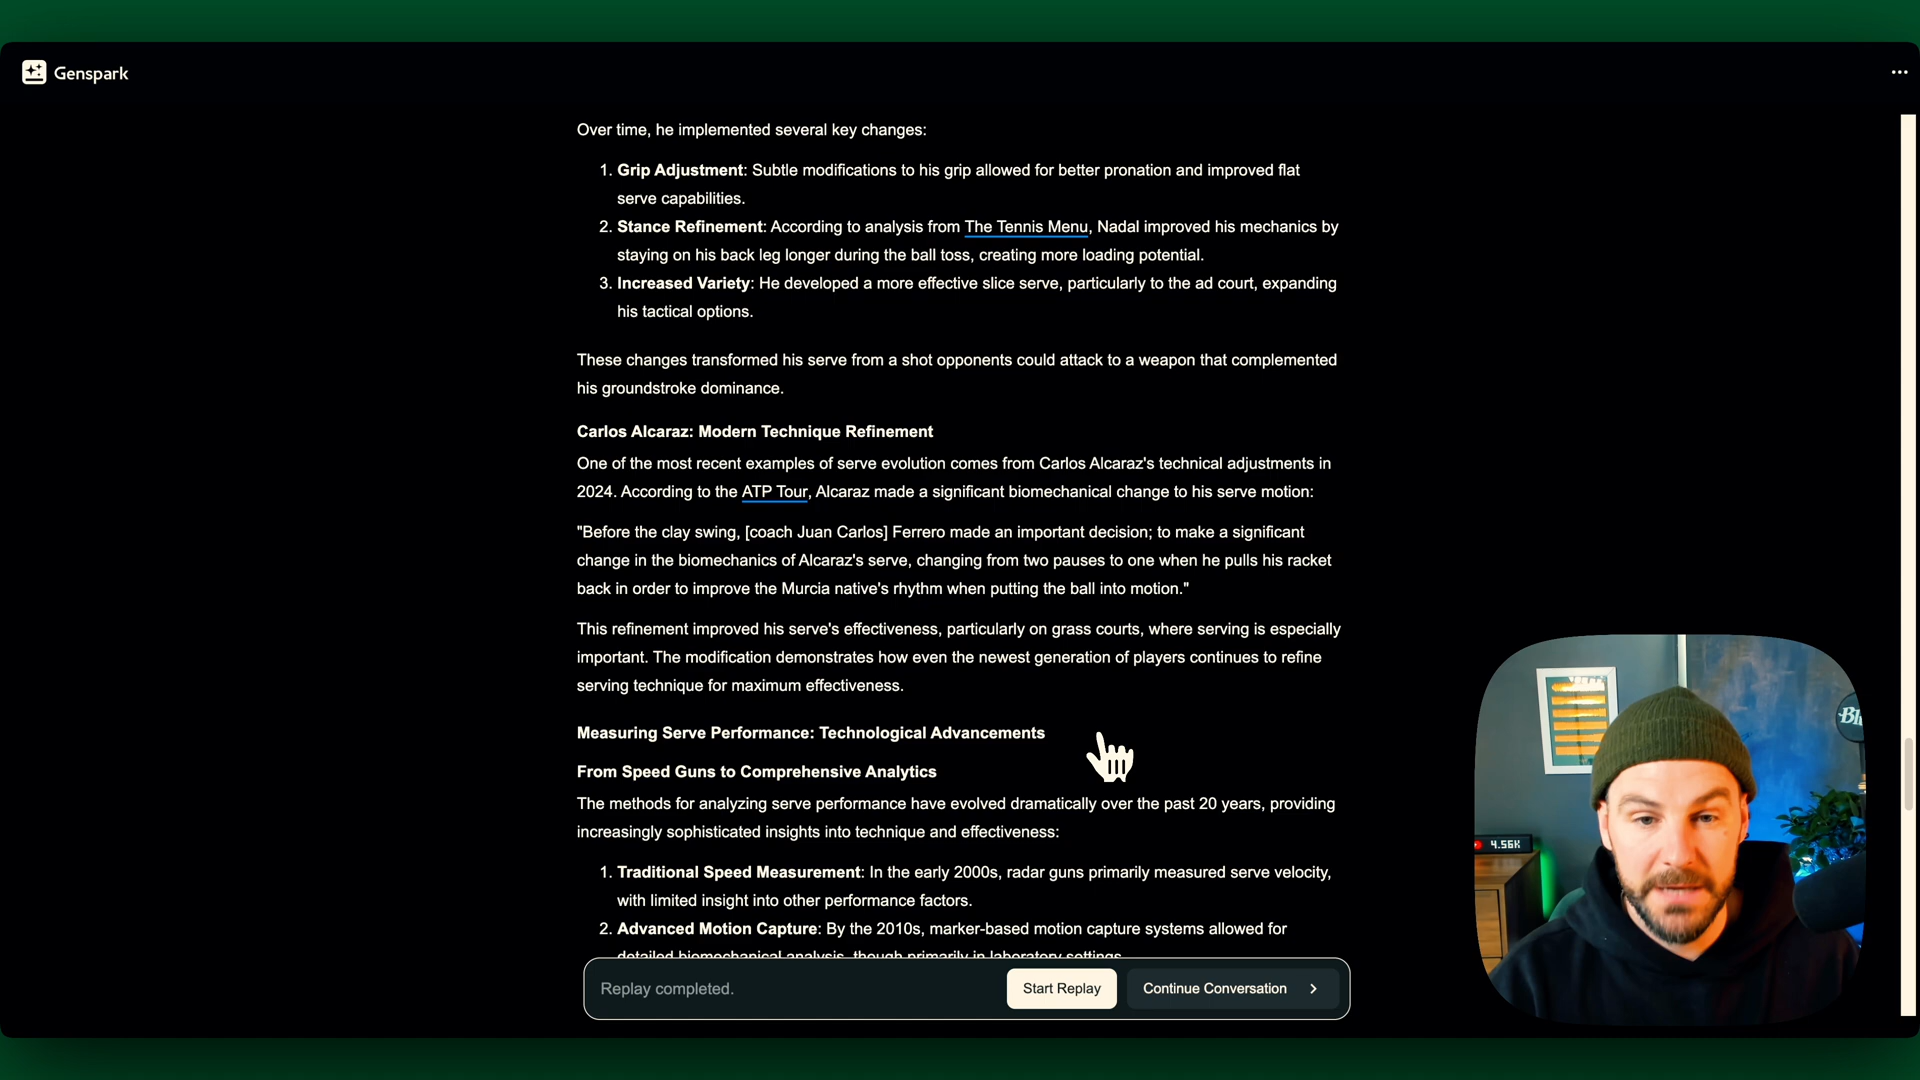 Genspark
Over time, he implemented several key changes:
1. Grip Adjustment: Subtle modifications to his grip allowed for better pronation and improved flat
serve capabilities.
2. Stance Refinement: According to analysis from The Tennis Menu, Nadal improved his mechanics by
staying on his back leg longer during the ball toss, creating more loading potential.
3. Increased Variety: He developed a more effective slice serve, particularly to the ad court, expanding
his tactical options.
These changes transformed his serve from a shot opponents could attack to a weapon that complemented
his groundstroke dominance.
Carlos Alcaraz: Modern Technique Refinement
One of the most recent examples of serve evolution comes from Carlos Alcaraz's technical adjustments in
2024. According to the ATP Tour, Alcaraz made a significant biomechanical change to his serve motion:
"Before the clay swing, [coach Juan Carlos] Ferrero made an important decision; to make a significant
change in the biomechanics of Alcaraz's serve, changing from two pauses to one when he pulls his racket
back in order to improve the Murcia native's rhythm when putting the ball into motion."
This refinement improved his serve's effectiveness, particularly on grass courts, where serving is especially
important. The modification demonstrates how even the newest generation of players continues to refine
serving technique for maximum effectiveness.
Measuring Serve Performance: Technological Advancements
From Speed Guns to Comprehensive Analytics
The methods for analyzing serve performance have evolved dramatically over the past 20 years, providing
increasingly sophisticated insights into technique and effectiveness:
1. Traditional Speed Measurement: In the early 2000s, radar guns primarily measured serve velocity,
with limited insight into other performance factors.
2. Advanced Motion Capture: By the 2010s, marker-based motion capture systems allowed for
detailed biomechanical analysis, though primarily in laboratory settings.
Replay completed.
Start Replay
Continue Conversation
4.56K